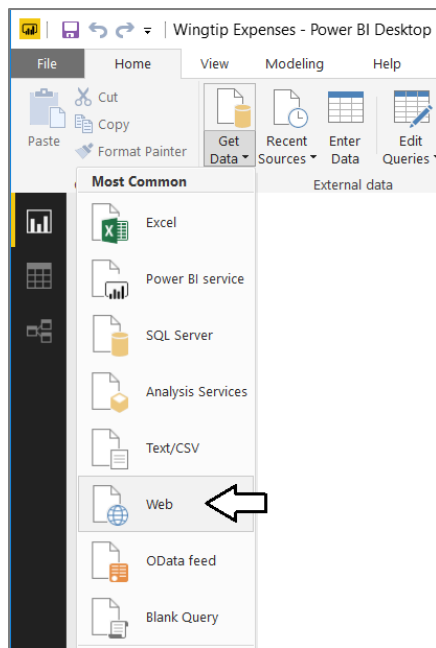 Wingtip Expenses - Power BI Desktop
File Home View Modeling Help
Paste
Cut
Copy
Format Painter
Get Data
Recent Sources
Enter Data
Edit Queries
External data
Most Common
Excel
Power BI service
SQL Server
Analysis Services
Text/CSV
Web
OData feed
Blank Query